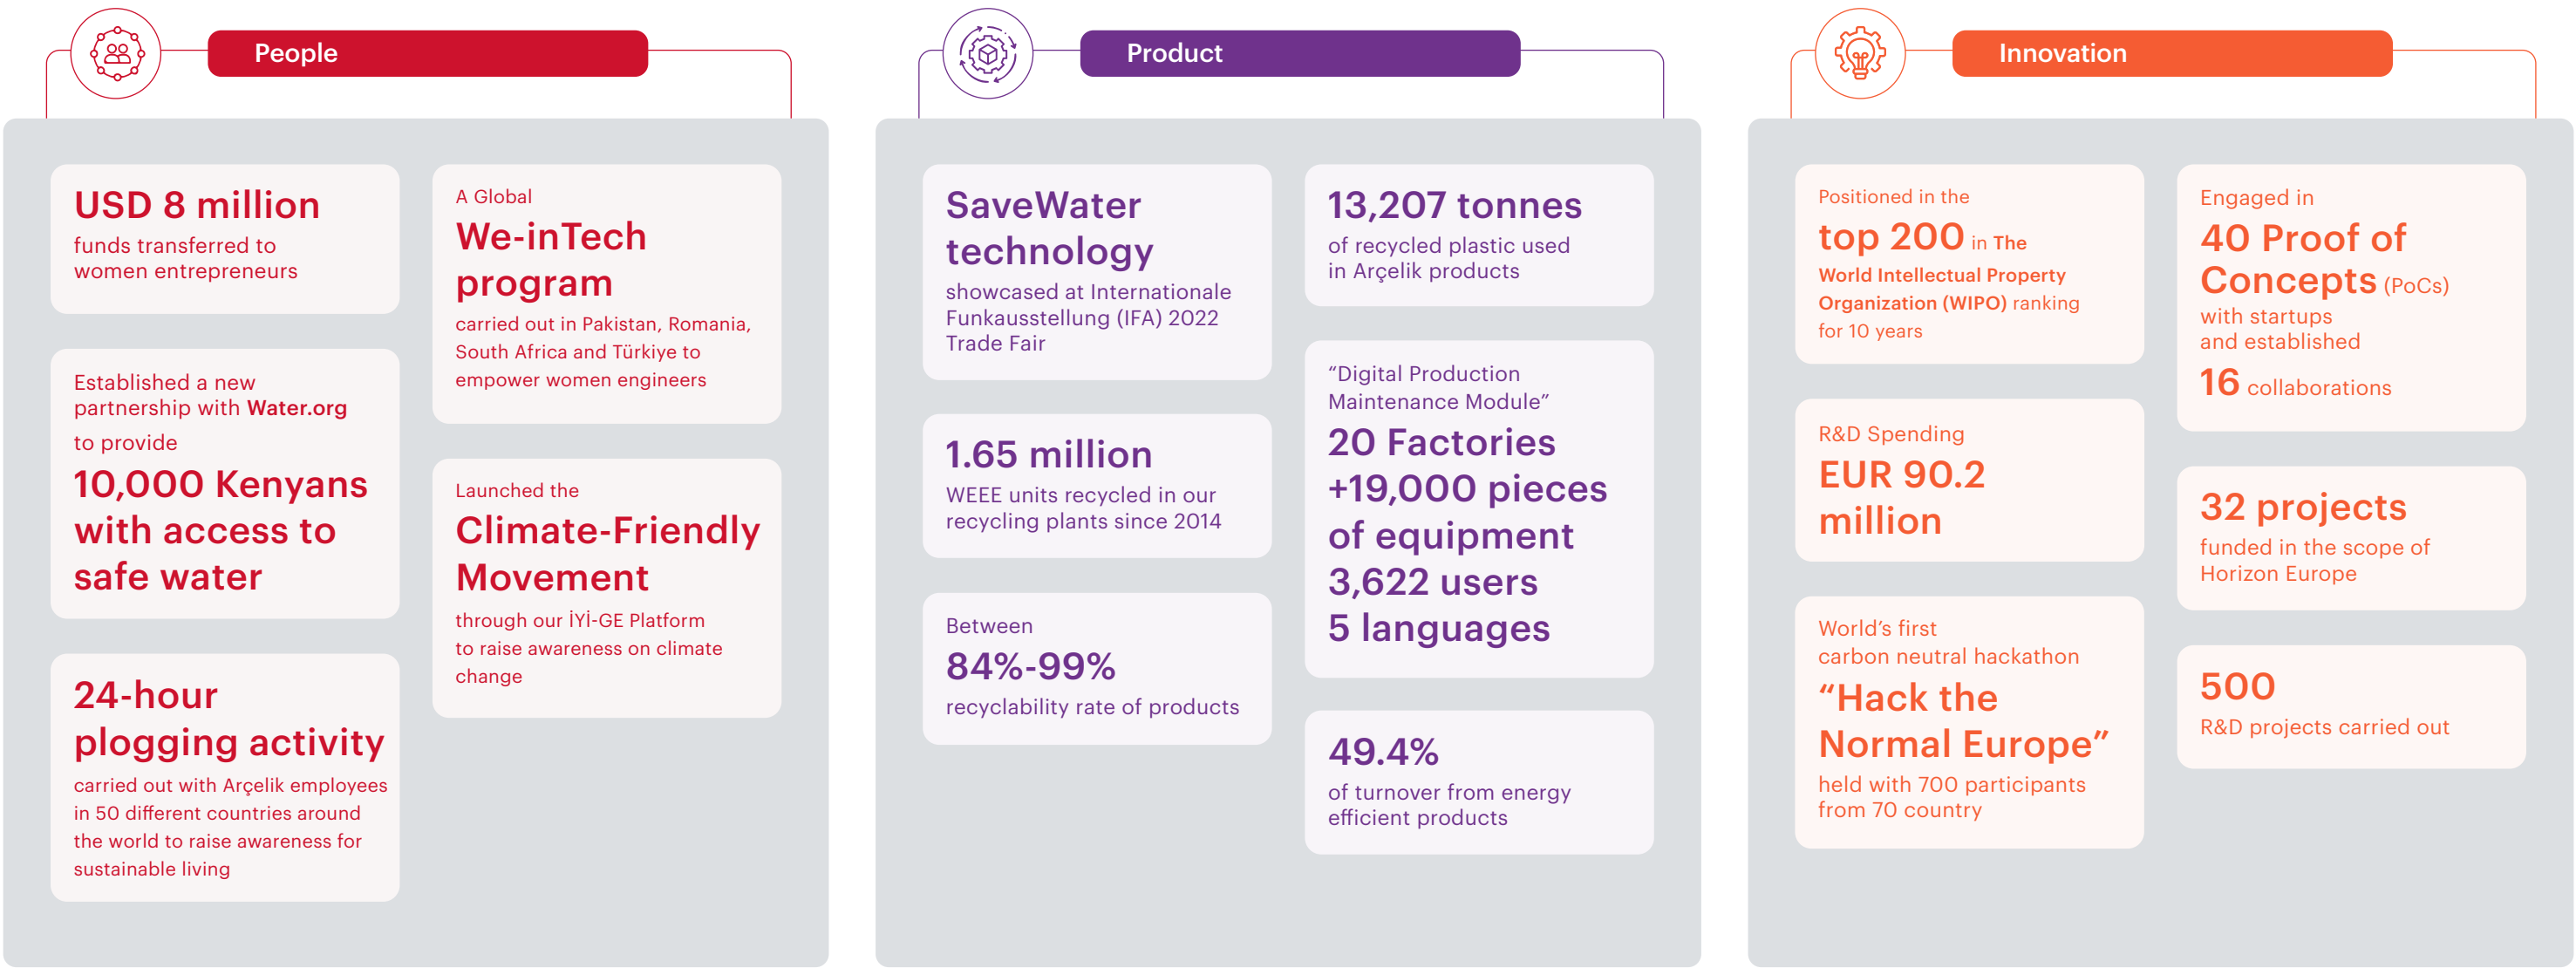 People
USD 8 million
funds transferred to
women entrepreneurs
Established a new
partnership with Water.org
to provide
10,000 Kenyans
with access to
safe water
24-hour
plogging activity
carried out with Arçelik employees
in 50 different countries around
the world to raise awareness for
sustainable living
A Global
We-inTech
program
carried out in Pakistan, Romania,
South Africa and Türkiye to
empower women engineers
Launched the
Climate-Friendly
Movement
through our İYİ-GE Platform
to raise awareness on climate
change
Product
SaveWater
technology
showcased at Internationale
Funkausstellung (IFA) 2022
Trade Fair
1.65 million
WEEE units recycled in our
recycling plants since 2014
Between
84%-99%
recyclability rate of products
13,207 tonnes
of recycled plastic used
in Arçelik products
“Digital Production
Maintenance Module”
20 Factories
+19,000 pieces
of equipment
3,622 users
5 languages
49.4%
of turnover from energy
efficient products
Innovation
Positioned in the
top 200 in The
World Intellectual Property
Organization (WIPO) ranking
for 10 years
R&D Spending
EUR 90.2
million
World’s first
carbon neutral hackathon
“Hack the
Normal Europe”
held with 700 participants
from 70 country
Engaged in
40 Proof of
Concepts (PoCs)
with startups
and established
16 collaborations
32 projects
funded in the scope of
Horizon Europe
500
R&D projects carried out